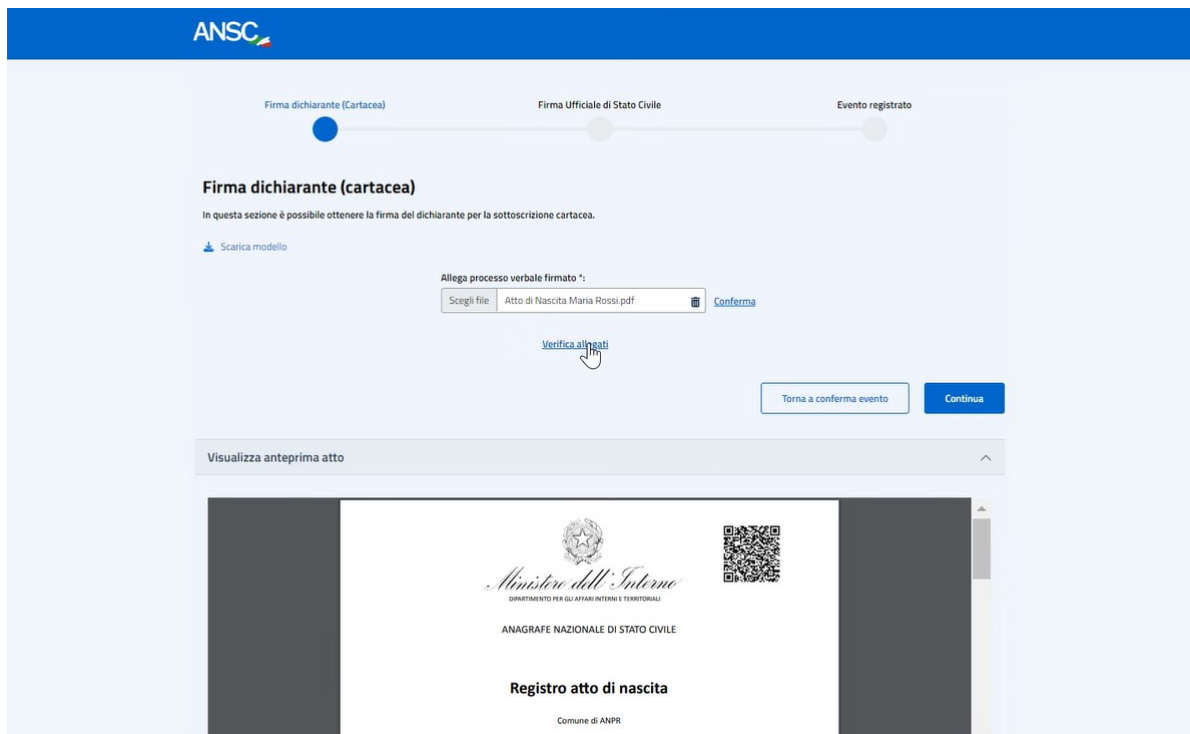 ANSC
Firma dichiarante (Cartacea)
Firma Ufficiale di Stato Civile
Evento registrato
Firma dichiarante (cartacea)
In questa sezione è possibile ottenere la firma del dichiarante per la sottoscrizione cartacea.
Scarica modello
Allega processo verbale firmato *:
Scegli file
Atto di Nascita Maria Rossi.pdf
Conferma
Verifica allegati
Torna a conferma evento
Continua
Visualizza anteprima atto
Ministero dell'Interno
DIPARTIMENTO PER GLI AFFARI INTERNI E TERRITORIALI
ANAGRAFE NAZIONALE DI STATO CIVILE
Registro atto di nascita
Comune di ANPR